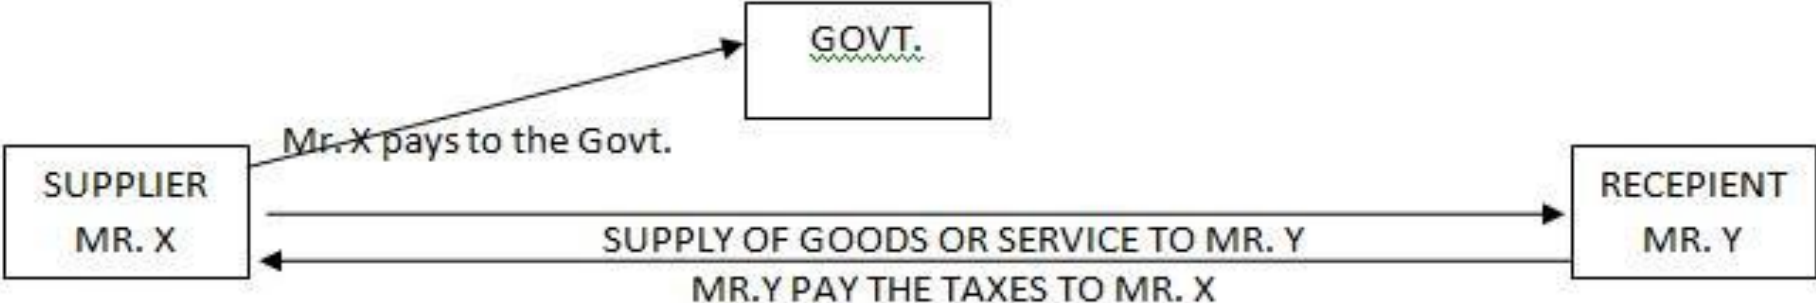 GOVT.
Mr. X pays to the Govt.
SUPPLIER
MR. X
RECEPIENT
MR. Y
SUPPLY OF GOODS OR SERVICE TO MR. Y
MR.Y PAY THE TAXES TO MR. X